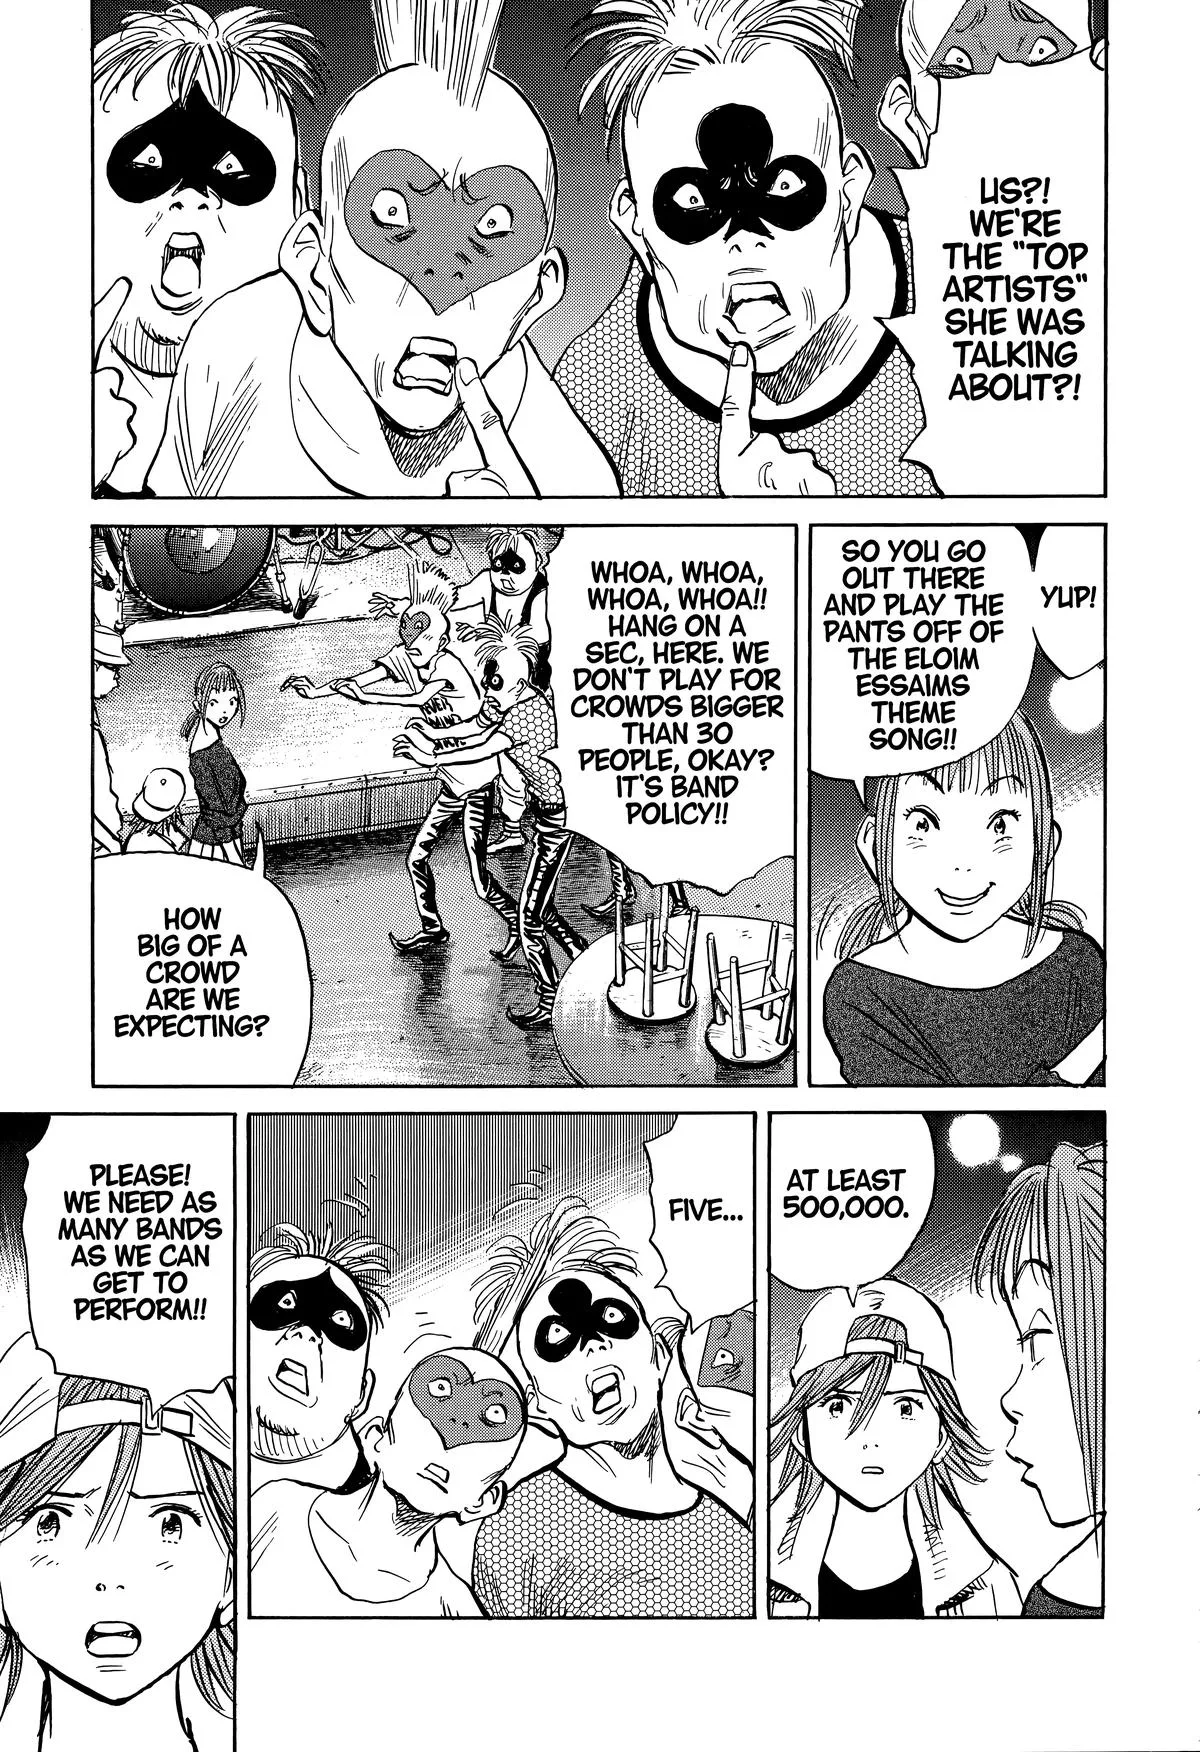 US?!
WE'RE
THE "TOP
ARTISTS"
SHE WAS
TALKING
ABOUT?!
YUP!
SO YOU GO
OUT THERE
AND PLAY THE
PANTS OFF OF
THE ELOIM
ESSAIMS
THEME
SONG!!
WHOA, WHOA,
WHOA, WHOA!!
HANG ON A
SEC, HERE. WE
DON'T PLAY FOR
CROWDS BIGGER
THAN 30
PEOPLE, OKAY?
IT'S BAND
POLICY!!
HOW
BIG OF A
CROWD
ARE WE
EXPECTING?
AT LEAST
500,000.
FIVE...
PLEASE!
WE NEED AS
MANY BANDS
AS WE CAN
GET TO
PERFORM!!